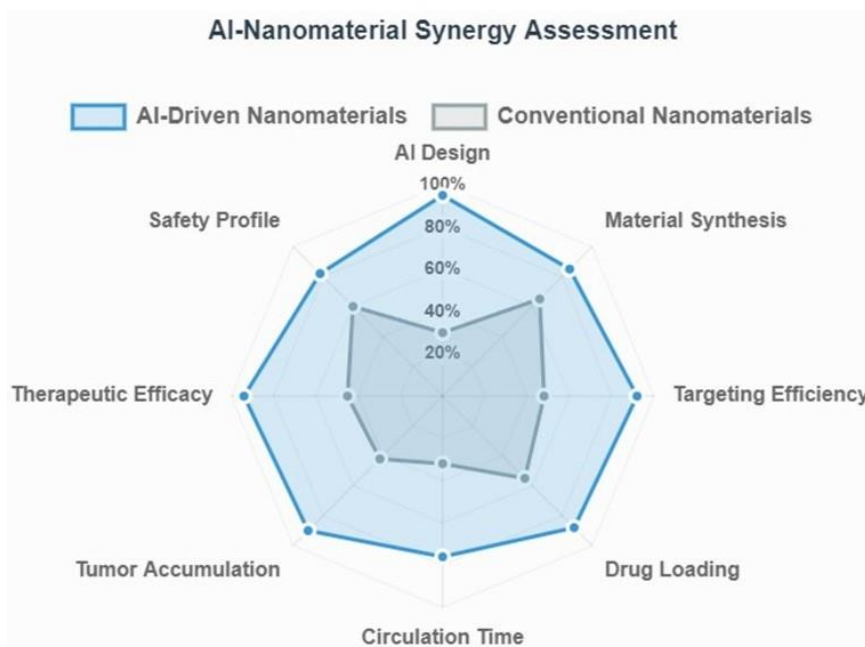 AI-Nanomaterial Synergy Assessment
AI-Driven Nanomaterials Conventional Nanomaterials
AI Design
100%
Safety Profile Material Synthesis
80%
60%
40%
20%
Therapeutic Efficacy Targeting Efficiency
Tumor Accumulation Drug Loading
Circulation Time